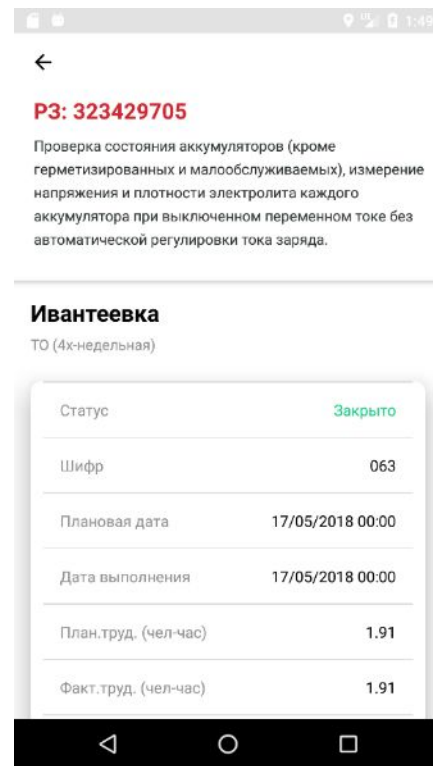 1:49
РЗ: 323429705
Проверка состояния аккумуляторов (кроме
герметизированных и малообслуживаемых), измерение
напряжения и плотности электролита каждого
аккумулятора при выключенном переменном токе без
автоматической регулировки тока заряда.
Ивантеевка
ТО (4х-недельная)
Статус Закрыто
Шифр 063
Плановая дата 17/05/2018 00:00
Дата выполнения 17/05/2018 00:00
План.труд. (чел-час) 1.91
Факт.труд. (чел-час) 1.91